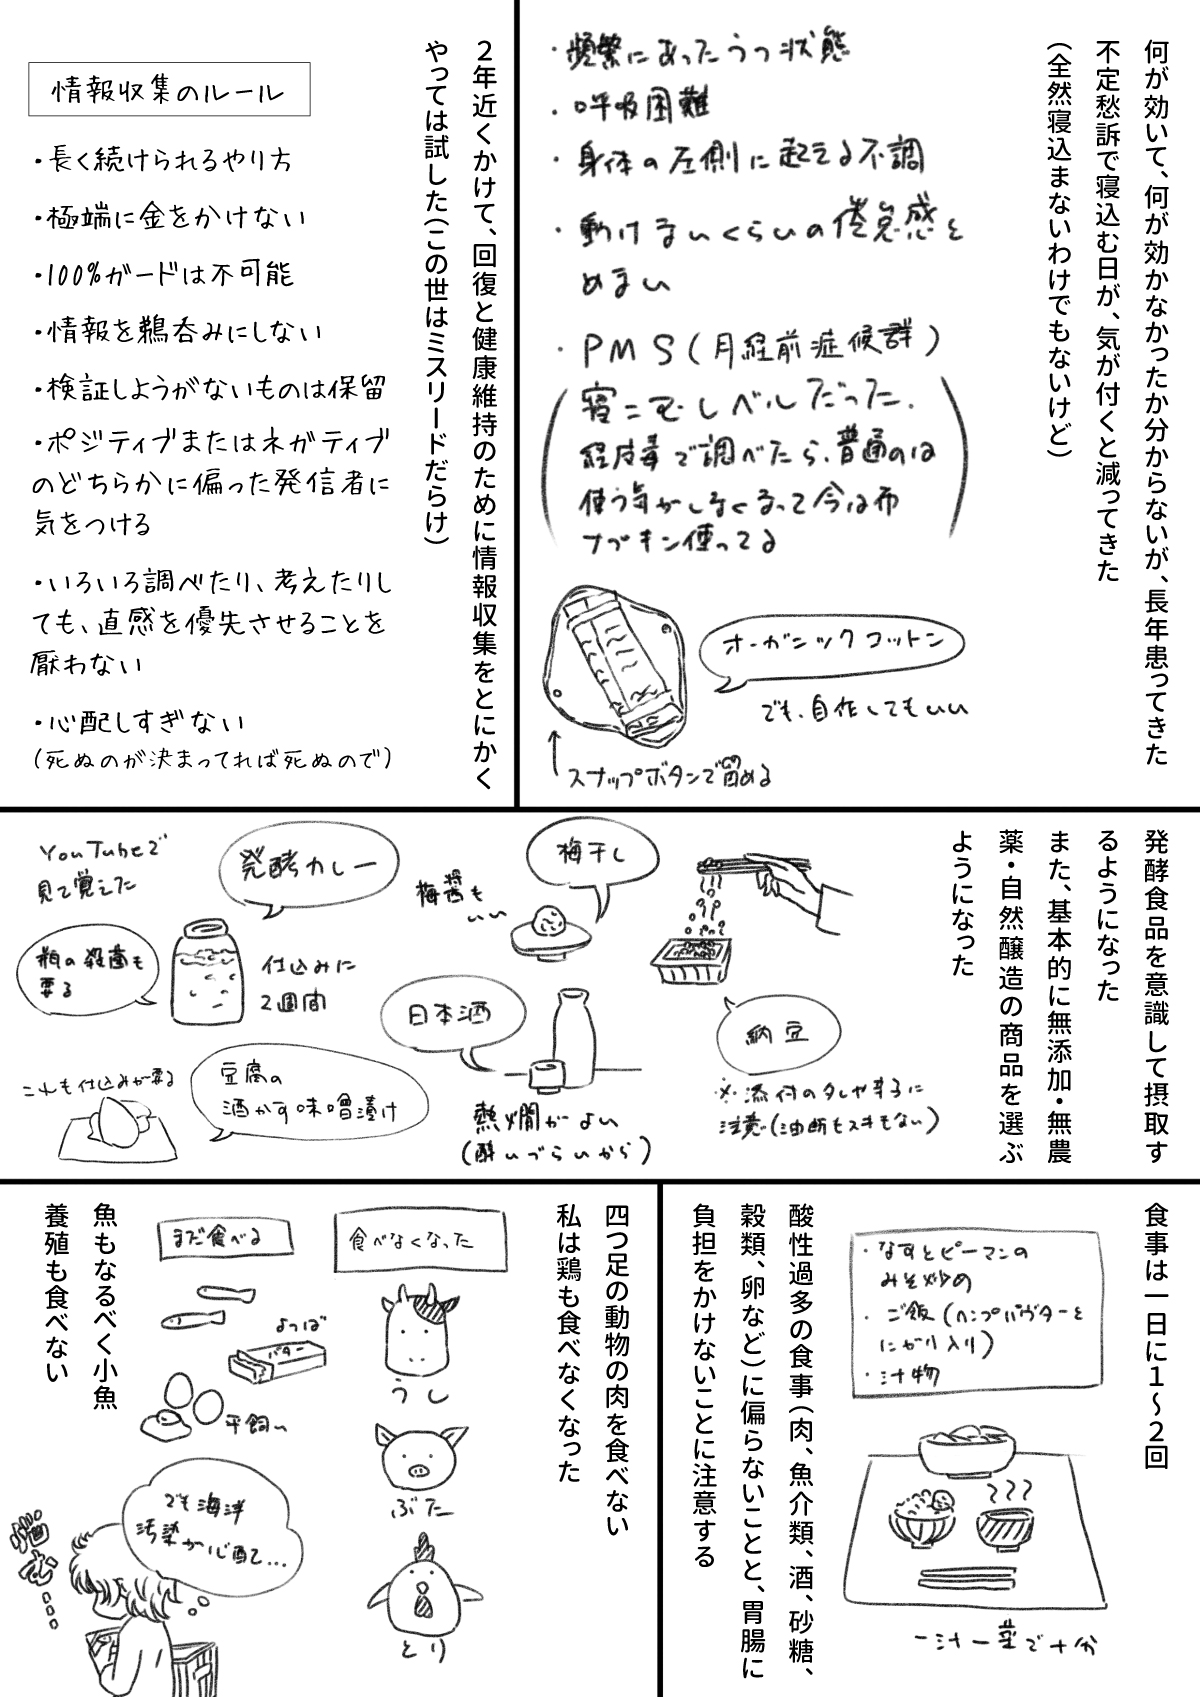 何が効いて、何が効かなかったか分からないが、長年患ってきた
不定愁訴で寝込む日が、気が付くと減ってきた
（全然寝込まないわけでもないけど）
・頻繁にあったうつ状態
・呼吸困難
・身体の左側に起きる不調
・動けないくらいの倦怠感と
めまい
・PMS(月経前症候群)
(寝こむレベルだった。
経皮毒で調べたら、普通のは
使う気がしなくなって今は布
ナプキン使ってる)
オーガニックコットン
でも、自作してもいい
スナップボタンで留める
２年近くかけて、回復と健康維持のために情報収集をとにかく
やっては試した（この世はミスリードだらけ）
情報収集のルール
・長く続けられるやり方
・極端に金をかけない
・100%ガードは不可能
・情報を鵜呑みにしない
・検証しようがないものは保留
・ポジティブまたはネガティブ
のどちらかに偏った発信者に
気をつける
・いろいろ調べたり、考えたりし
ても、直感を優先させることを
厭わない
・心配しすぎない
（死ぬのが決まってれば死ぬので）
発酵食品を意識して摂取す
るようになった
また、基本的に無添加・無農
薬・自然醸造の商品を選ぶ
ようになった
納豆
※添付のタレや辛子に
注意(油断もスキもない)
梅干し
梅醤も
いい
日本酒
熱燗がよい
(酔いづらいから)
発酵カレー
YouTubeで
見て覚えた
瓶の殺菌も
要る
仕込みに
2週間
豆腐の
酒かす味噌漬け
これも仕込みが要る
食事は一日に１～２回
・なすとピーマンの
みそ炒め
・ご飯(ヘンプパウダーと
にがり入り)
・汁物
一汁一菜で十分
酸性過多の食事（肉、魚介類、酒、砂糖、
穀類、卵など）に偏らないことと、胃腸に
負担をかけないことに注意する
四つ足の動物の肉を食べない
私は鶏も食べなくなった
食べなくなった
うし
ぶた
とり
まだ食べる
よつば
バター
平飼い
魚もなるべく小魚
養殖も食べない
でも海洋
汚染が心配で…
悩む…